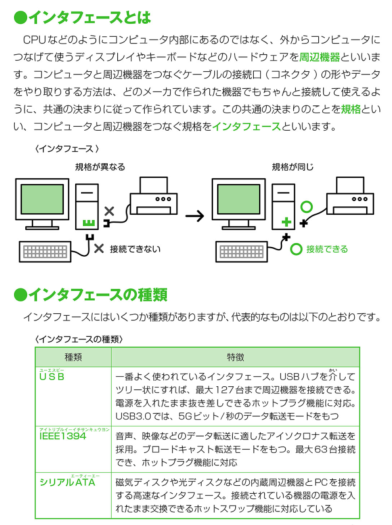 ●インタフェースとは
CPUなどのようにコンピュータ内部にあるのではなく、外からコンピュータに
つなげて使うディスプレイやキーボードなどのハードウェアを周辺機器といいま
す。コンピュータと周辺機器をつなぐケーブルの接続口（コネクタ）の形やデータ
をやり取りする方法は、どのメーカで作られた機器でもちゃんと接続して使えるよ
うに、共通の決まりに従って作られています。この共通の決まりのことを規格とい
い、コンピュータと周辺機器をつなぐ規格をインタフェースといいます。
〈インタフェース〉
規格が異なる
規格が同じ
接続できない
接続できる
●インタフェースの種類
インタフェースにはいくつか種類がありますが、代表的なものは以下のとおりです。
〈インタフェースの種類〉
種類
特徴
ユーエスビー
USB
一番よく使われているインタフェース。USBハブを介して
ツリー状にすれば、最大127台まで周辺機器を接続できる。
電源を入れたまま抜き差しできるホットプラグ機能に対応。
USB3.0では、5Gビット/秒のデータ転送モードをもつ
IEEE1394
音声、映像などのデータ転送に適したアイソクロナス転送を
採用。ブロードキャスト転送モードをもつ。最大63台接続
でき、ホットプラグ機能に対応
シリアルATA
磁気ディスクや光ディスクなどの内蔵周辺機器とPCを接続
する高速なインタフェース。接続されている機器の電源を入
れたまま交換できるホットスワップ機能に対応している